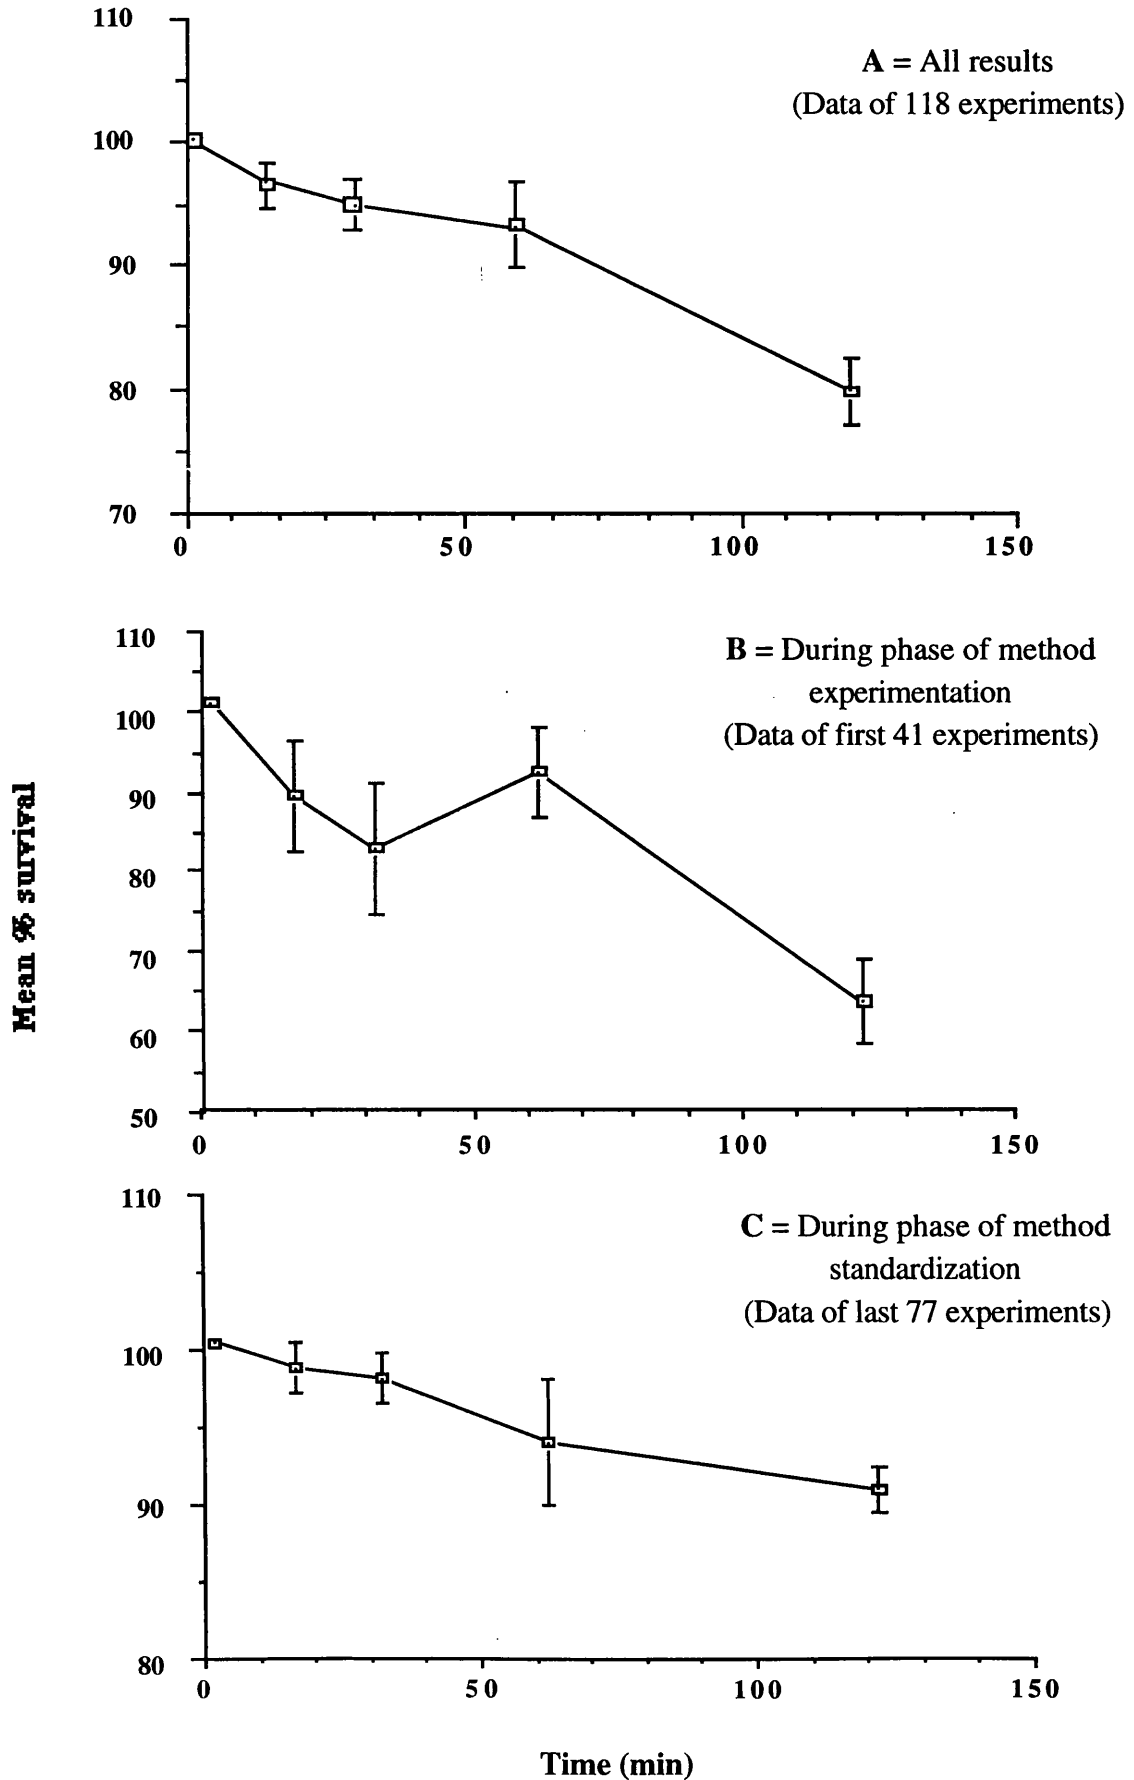 110
A = All results
(Data of 118 experiments)
100
90
80
70
0 50 100 150
110
B = During phase of method
experimentation
(Data of first 41 experiments)
100
90
80
70
60
50
0 50 100 150
Mean % survival
110
C = During phase of method
standardization
(Data of last 77 experiments)
100
90
80
0 50 100 150
Time (min)